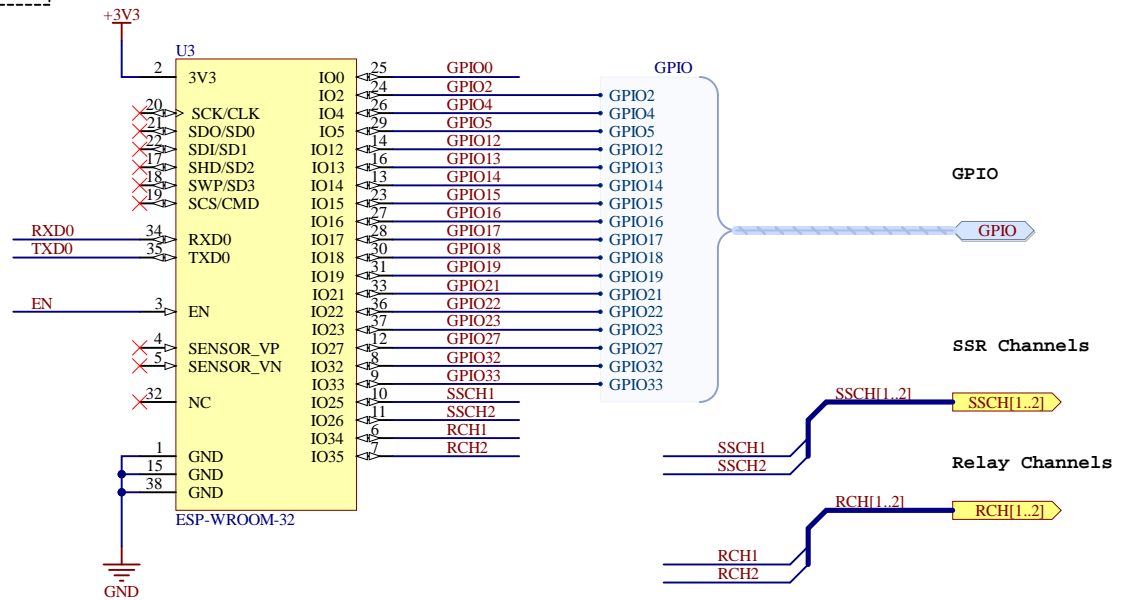 +3V3
U3
2 3V3 IO0 25 GPIO0 GPIO
IO2 24 GPIO2 GPIO2
20 SCK/CLK IO4 26 GPIO4 GPIO4
21 SDO/SD0 IO5 29 GPIO5 GPIO5
22 SDI/SD1 IO12 14 GPIO12 GPIO12
17 SHD/SD2 IO13 16 GPIO13 GPIO13
18 SWP/SD3 IO14 13 GPIO14 GPIO14
19 SCS/CMD IO15 23 GPIO15 GPIO15
IO16 27 GPIO16 GPIO16
RXD0 34 RXD0 IO17 28 GPIO17 GPIO17
TXD0 35 TXD0 IO18 30 GPIO18 GPIO18
IO19 31 GPIO19 GPIO19
IO21 33 GPIO21 GPIO21
EN 3 EN IO22 36 GPIO22 GPIO22
IO23 37 GPIO23 GPIO23
4 SENSOR_VP IO27 12 GPIO27 GPIO27
5 SENSOR_VN IO32 8 GPIO32 GPIO32
IO33 9 GPIO33 GPIO33
32 NC IO25 10 SSCH1
IO26 11 SSCH2
IO34 6 RCH1
1 GND IO35 7 RCH2
15 GND
38 GND
ESP-WROOM-32
GND
GPIO
GPIO
SSR Channels
SSCH[1..2] SSCH[1..2]
SSCH1
SSCH2
Relay Channels
RCH[1..2] RCH[1..2]
RCH1
RCH2